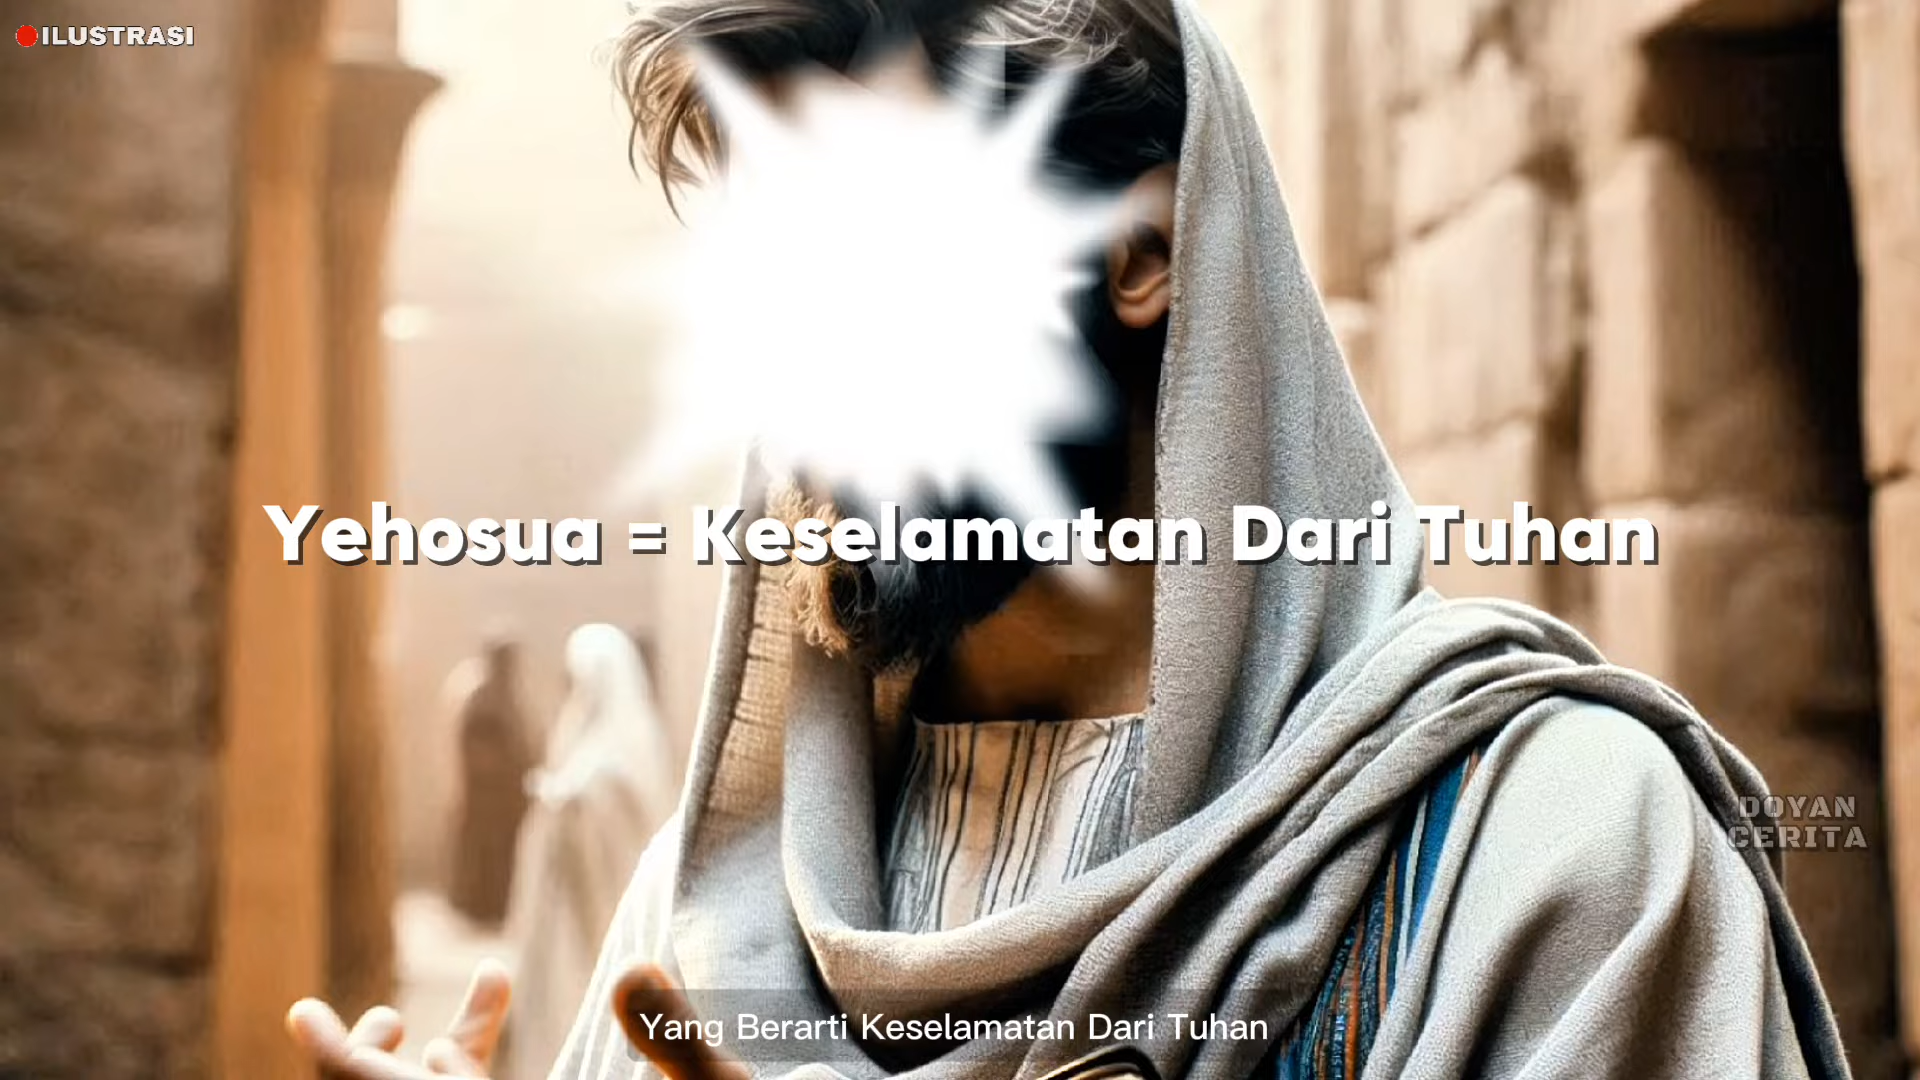 ILUSTRASI
Yehosua = Keselamatan Dari Tuhan
DOYAN
CERITA
Yang Berarti Keselamatan Dari Tuhan